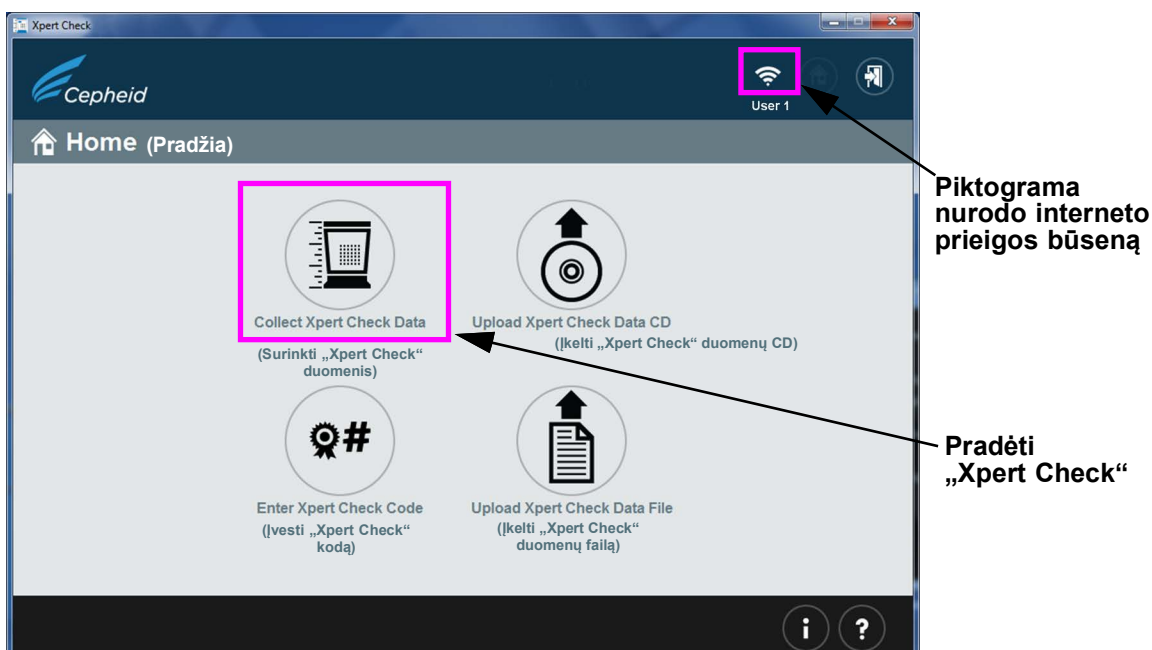 Xpert Check
Cepheid
User 1
Home (Pradžia)
Piktograma
nurodo interneto
prieigos būseną
Collect Xpert Check Data
(Surinkti „Xpert Check“
duomenis)
Upload Xpert Check Data CD
(Įkelti „Xpert Check“ duomenų CD)
#
Pradėti
„Xpert Check“
Enter Xpert Check Code
(Įvesti „Xpert Check“
kodą)
Upload Xpert Check Data File
(Įkelti „Xpert Check“
duomenų failą)
i ?